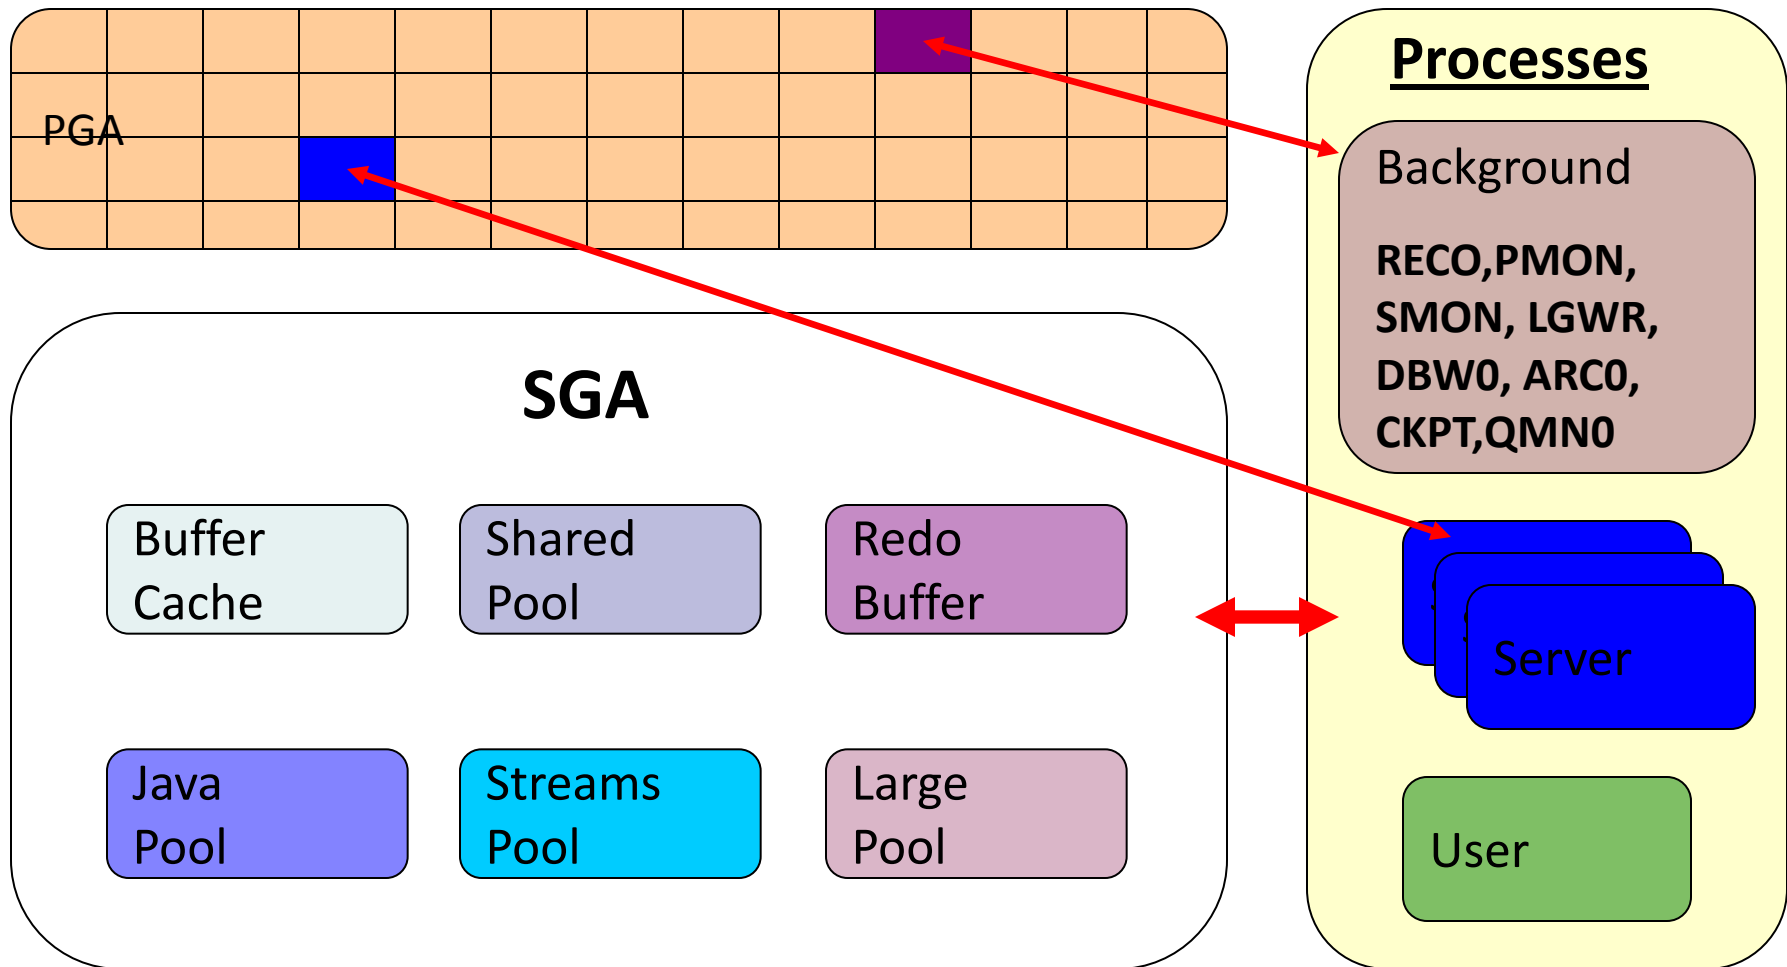 PGA
SGA
Buffer
Cache
Shared
Pool
Redo
Buffer
Java
Pool
Streams
Pool
Large
Pool
Processes
Background
RECO,PMON,
SMON, LGWR,
DBW0, ARC0,
CKPT,QMN0
Server
User